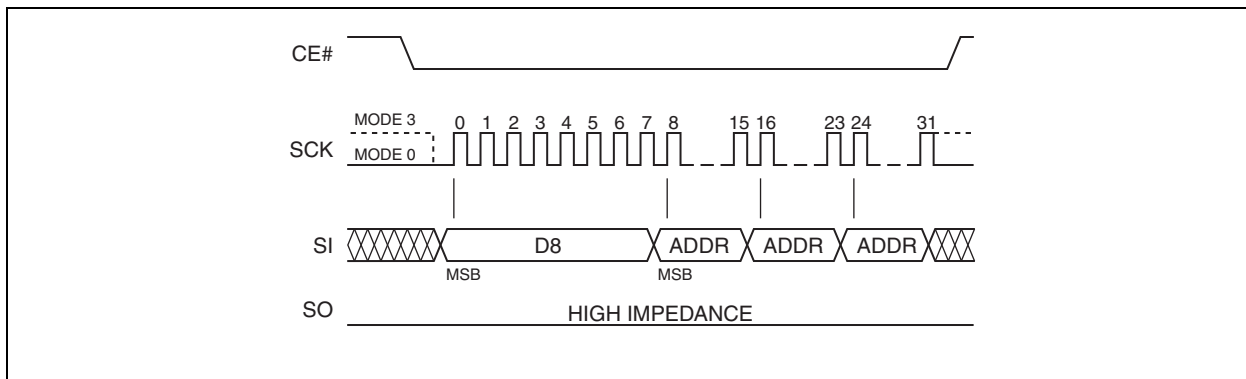 CE#
MODE 3
0 1 2 3 4 5 6 7 8 15 16 23 24 31
SCK
MODE 0
SI
D8 ADDR ADDR ADDR
MSB MSB
SO
HIGH IMPEDANCE